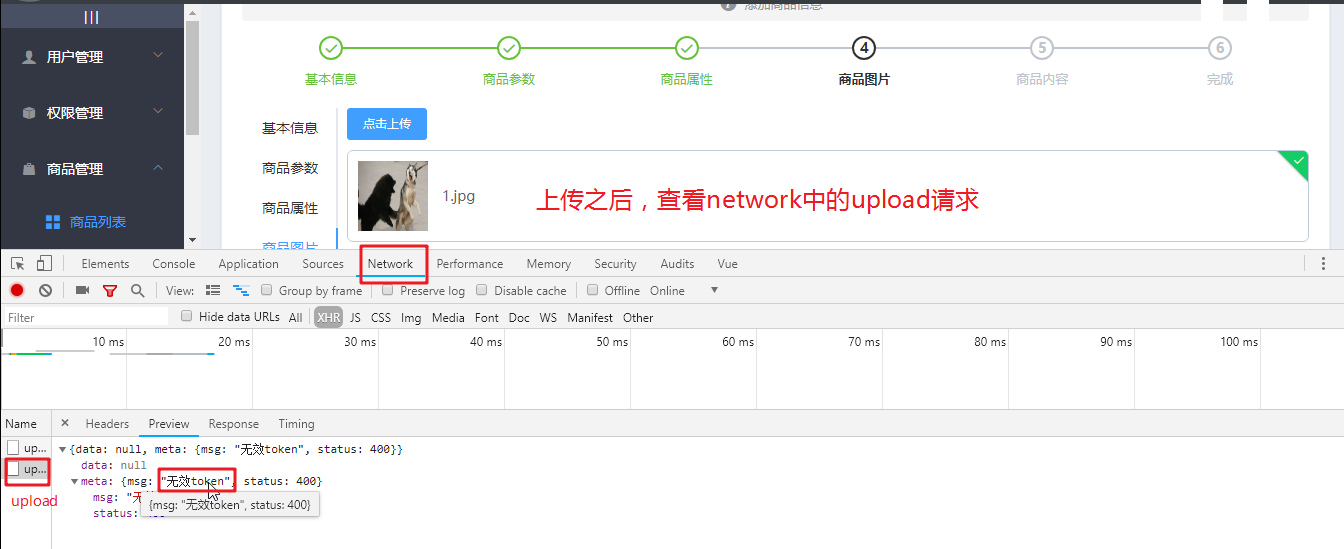 添加商品信息
用户管理
权限管理
商品管理
商品列表
4
5
6
基本信息
商品参数
商品属性
商品图片
商品内容
完成
基本信息
商品参数
商品属性
商品图片
点击上传
1.jpg
上传之后，查看network中的upload请求
Elements Console Application Sources Network Performance Memory Security Audits Vue
View: Group by frame Preserve log Disable cache Offline Online
Filter Hide data URLs All XHR JS CSS Img Media Font Doc WS Manifest Other
10 ms 20 ms 30 ms 40 ms 50 ms 60 ms 70 ms 80 ms 90 ms 100 ms
Name × Headers Preview Response Timing
up...
up...
upload
{data: null, meta: {msg: "无效token", status: 400}}
data: null
meta: {msg: "无效token", status: 400}
msg: "无
{msg: "无效token", status: 400}
status: